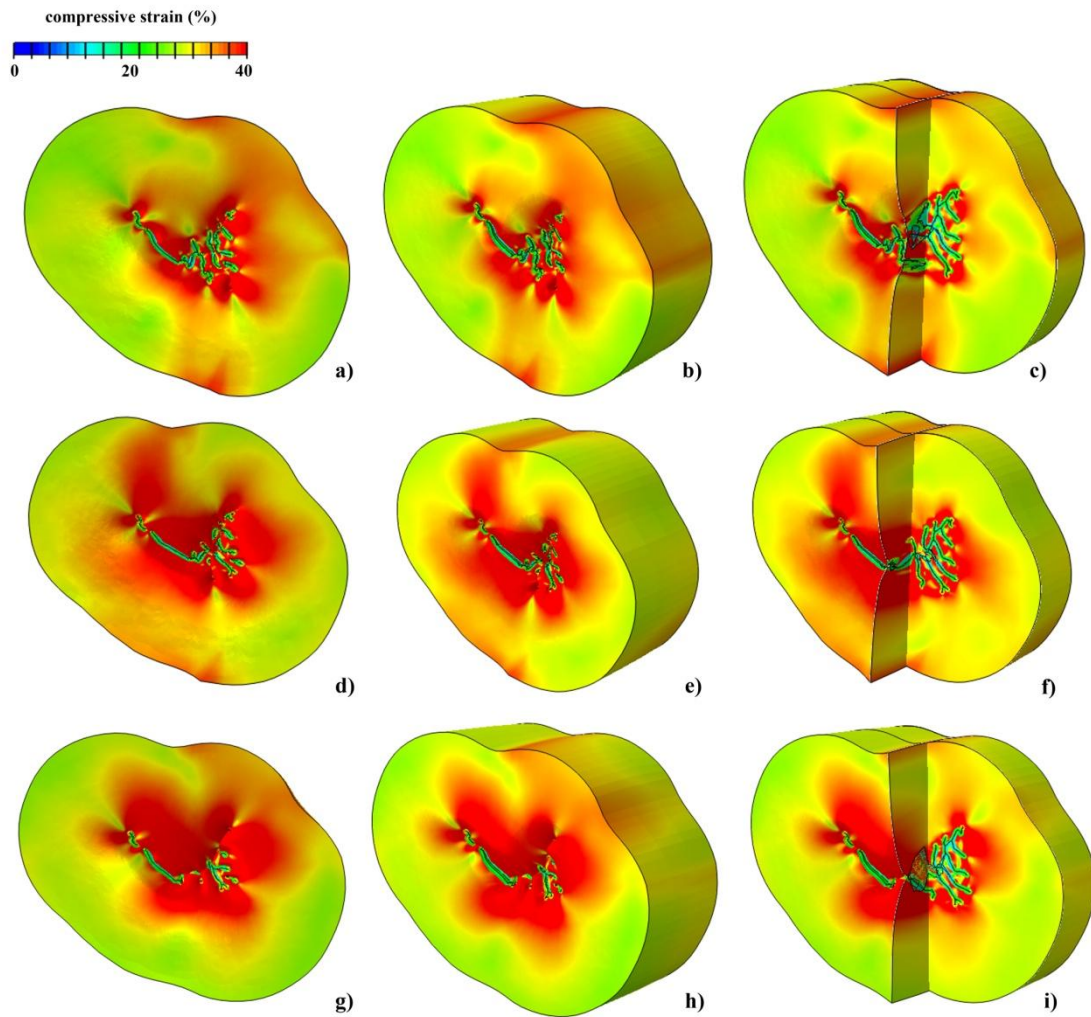 compressive strain (%)
0 20 40
a) b) c)
d) e) f)
g) h) i)